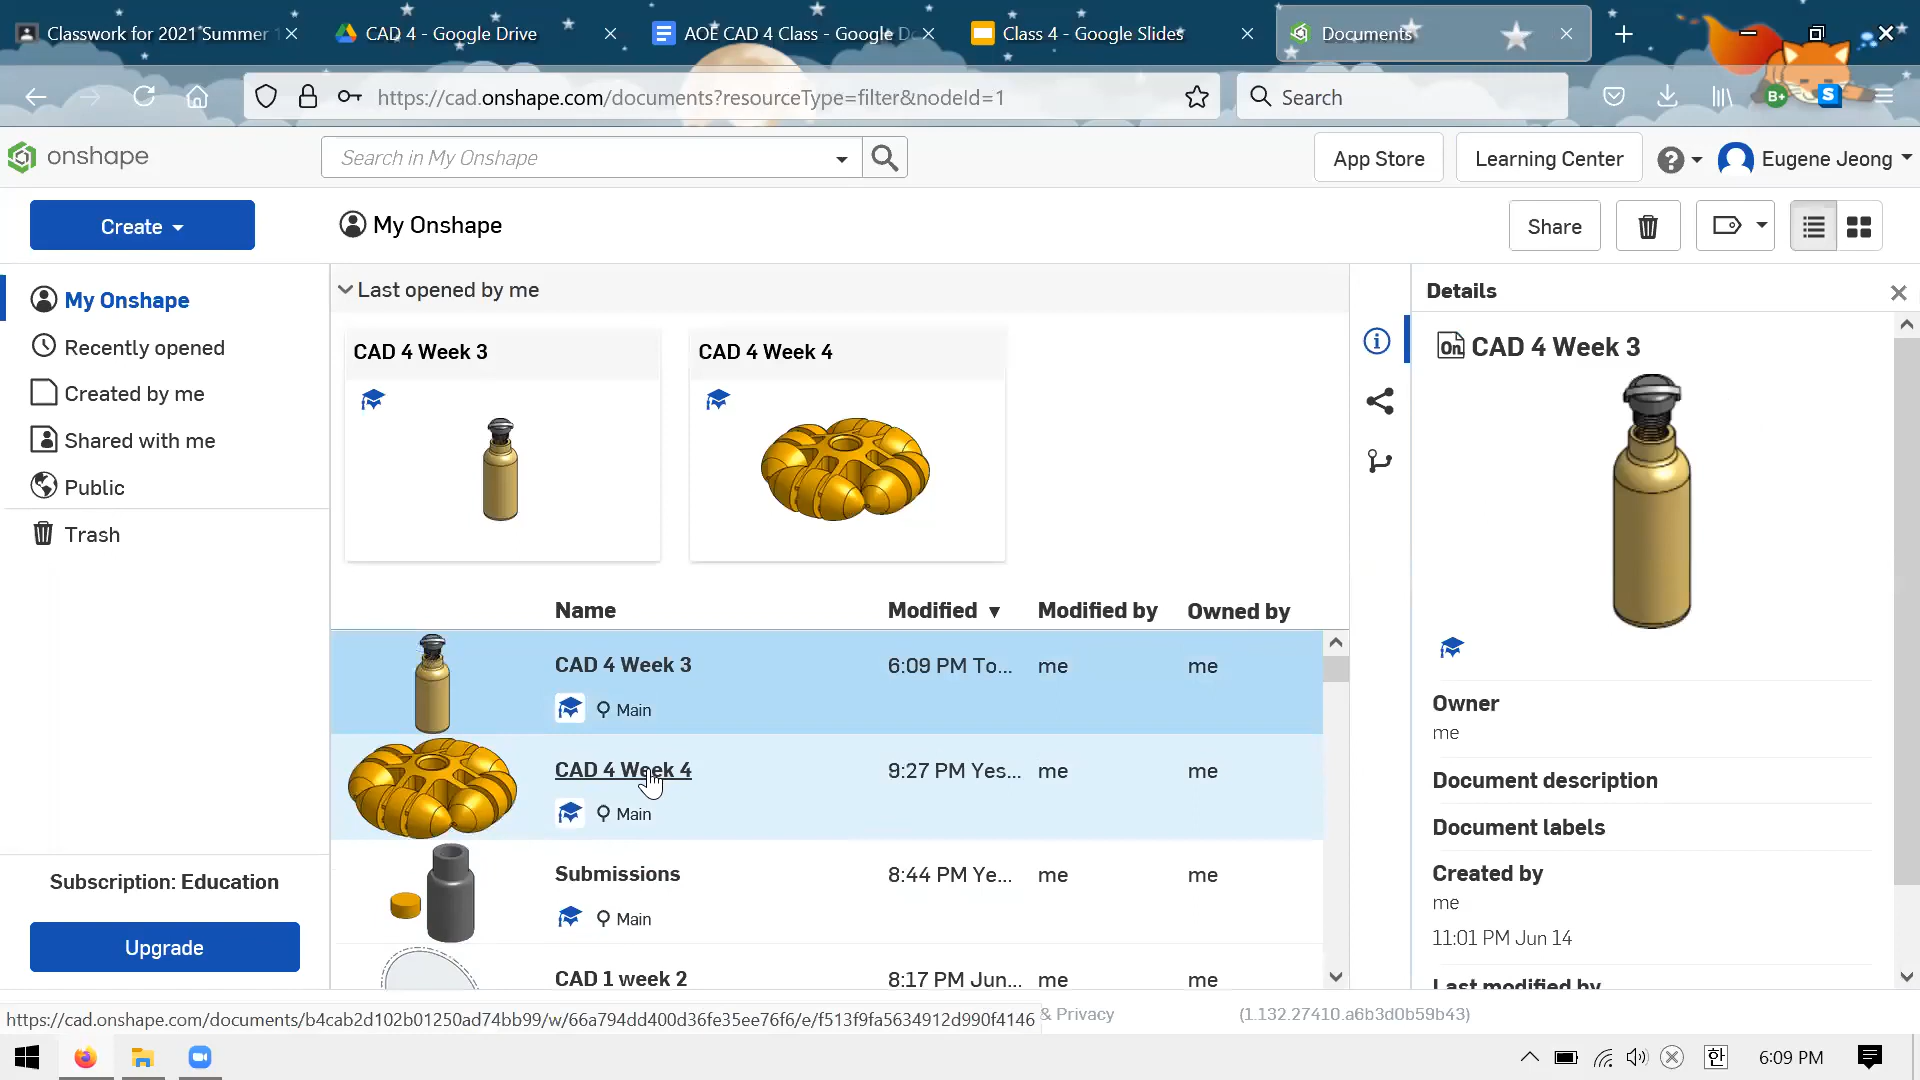 Classwork for 2021 Summer 1
CAD 4 - Google Drive
AOE CAD 4 Class - Google Do
Class 4 - Google Slides
Documents
https://cad.onshape.com/documents?resourceType=filter&nodeId=1
Search
B+
S
onshape
Search in My Onshape
App Store
Learning Center
Eugene Jeong
Create
My Onshape
Share
My Onshape
Recently opened
Created by me
Shared with me
Public
Trash
Last opened by me
CAD 4 Week 3
CAD 4 Week 4
Name Modified Modified by Owned by
CAD 4 Week 3 6:09 PM To... me me
Main
CAD 4 Week 4 9:27 PM Yes... me me
Main
Submissions 8:44 PM Ye... me me
Main
CAD 1 week 2 8:17 PM Jun... me me
Details
On CAD 4 Week 3
Owner
me
Document description
Document labels
Created by
me
11:01 PM Jun 14
Last modified by
Subscription: Education
Upgrade
https://cad.onshape.com/documents/b4cab2d102b01250ad74bb99/w/66a794dd400d36fe35ee76f6/e/f513f9fa5634912d990f4146
& Privacy
(1.132.27410.a6b3d0b59b43)
한
6:09 PM